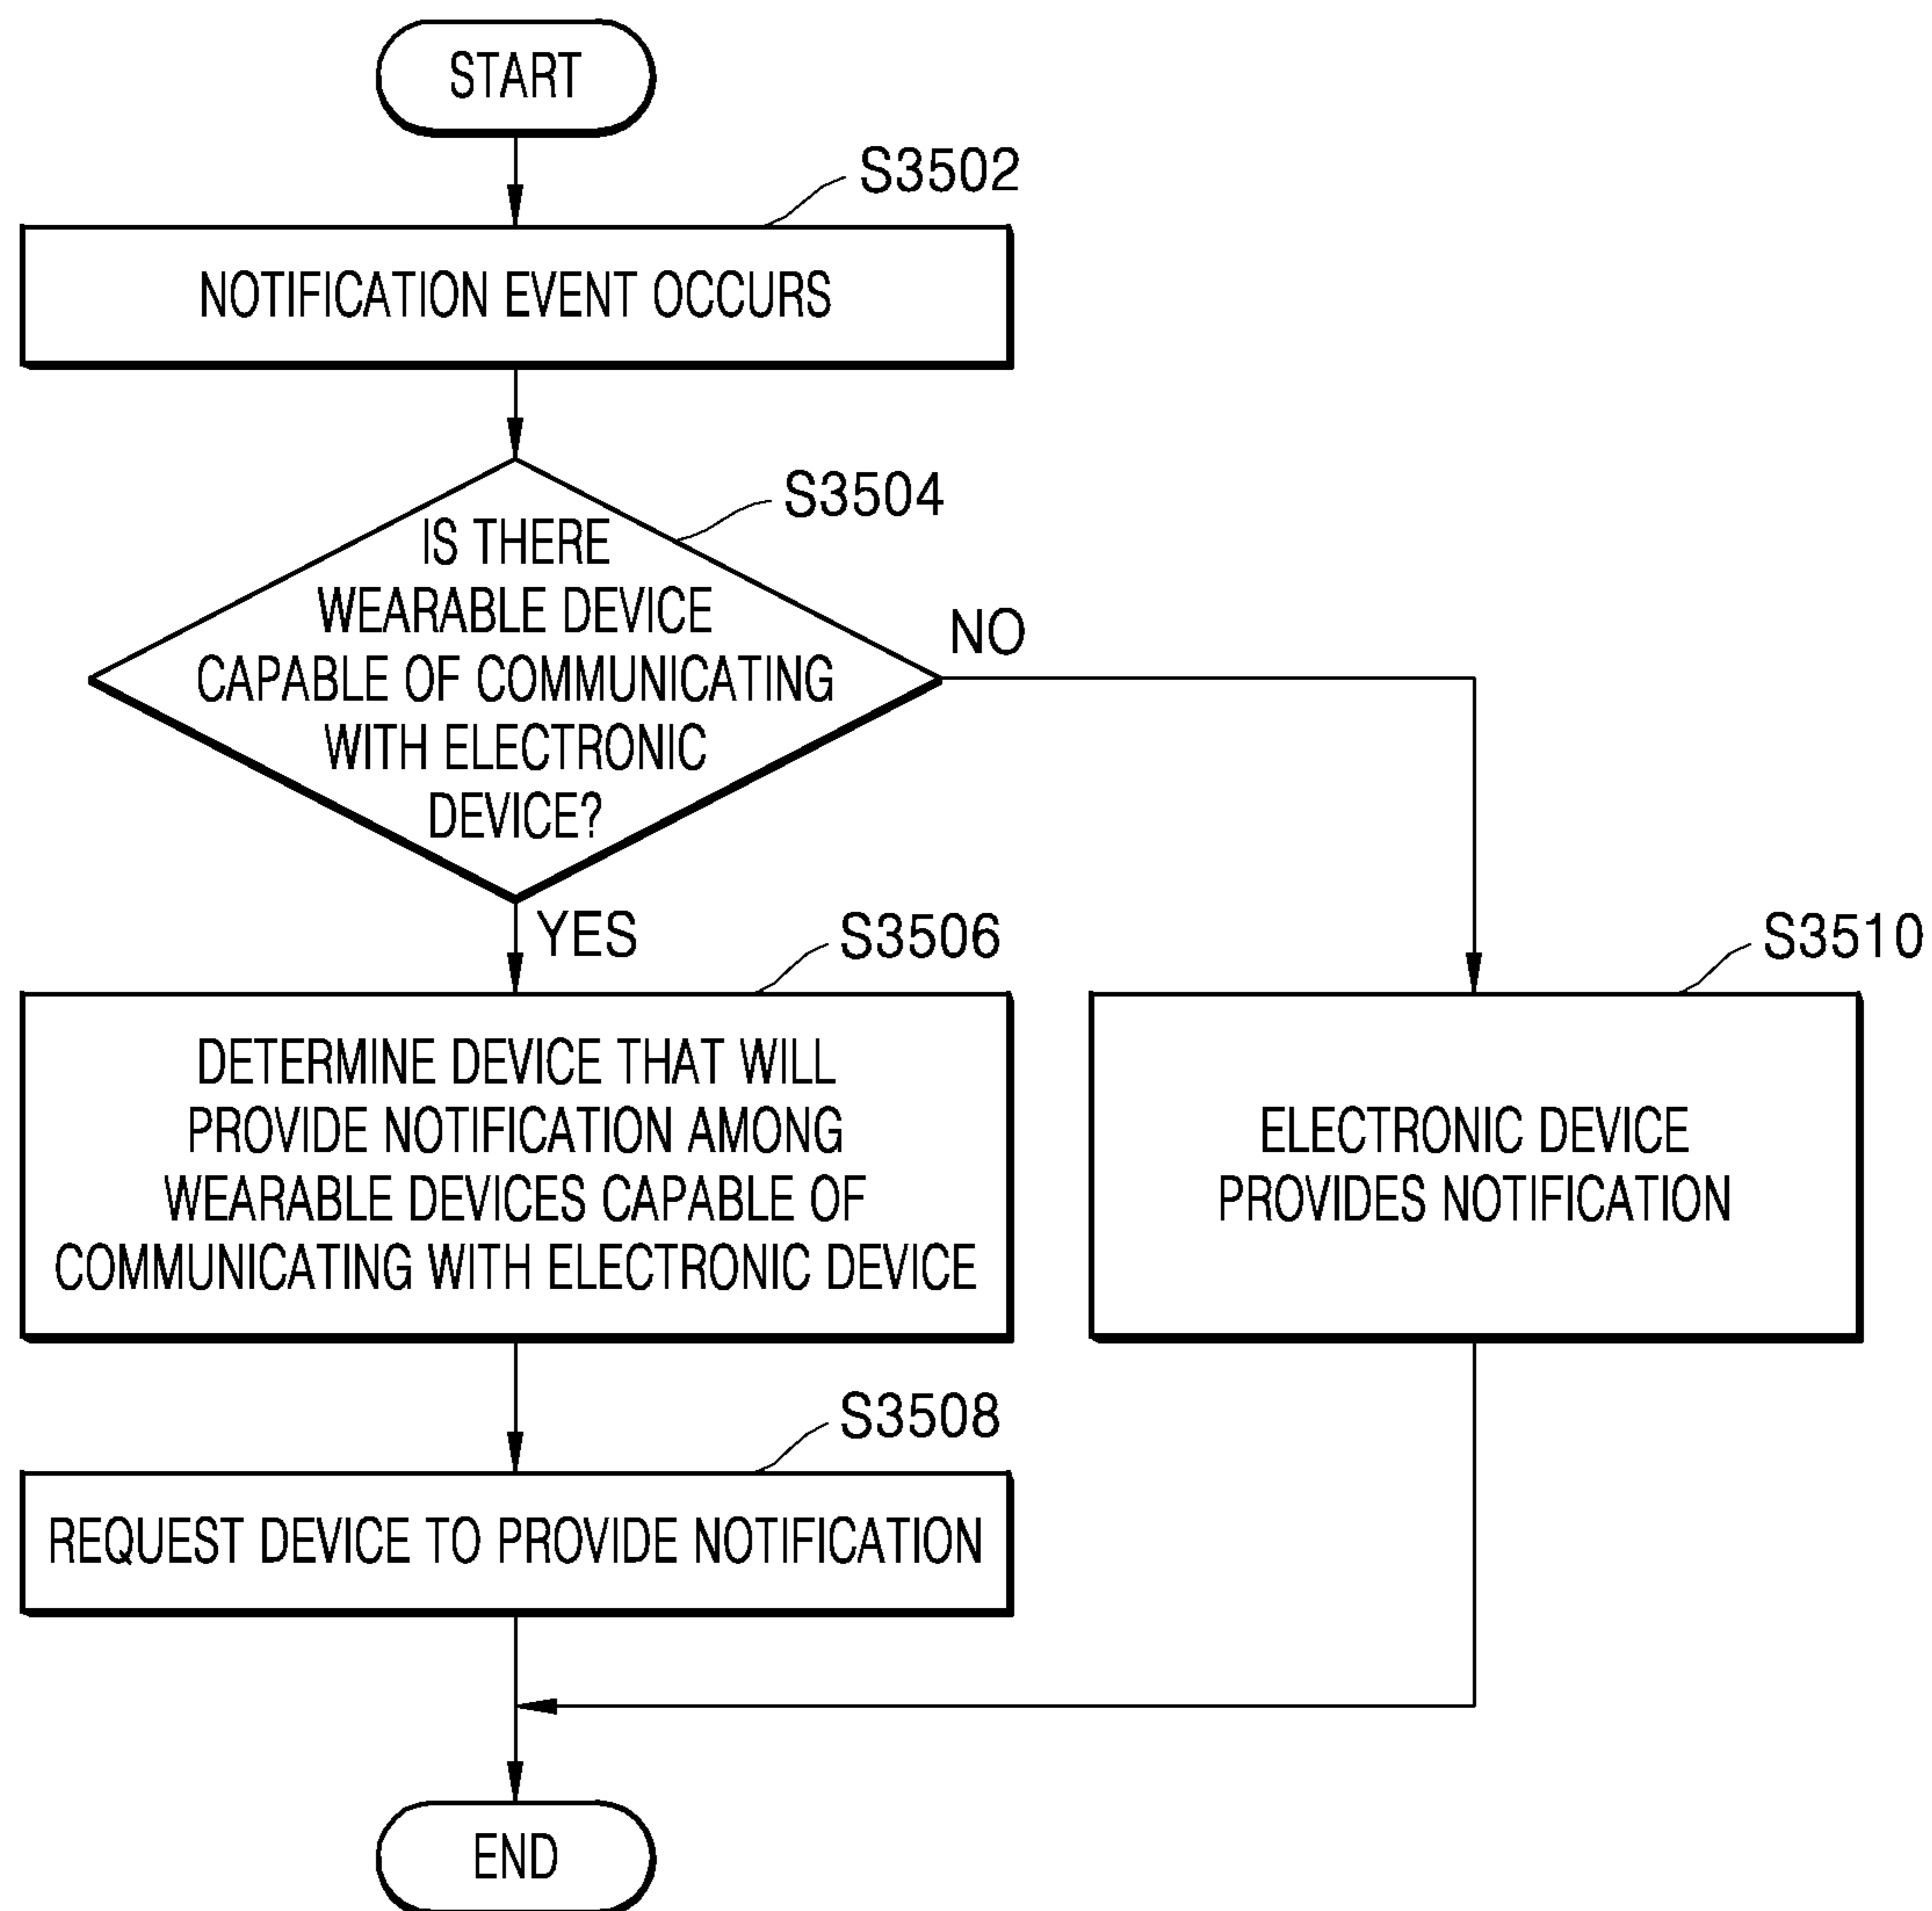 START
S3502
NOTIFICATION EVENT OCCURS
S3504
IS THERE
WEARABLE DEVICE
CAPABLE OF COMMUNICATING
WITH ELECTRONIC
DEVICE?
NO
YES
S3506
DETERMINE DEVICE THAT WILL
PROVIDE NOTIFICATION AMONG
WEARABLE DEVICES CAPABLE OF
COMMUNICATING WITH ELECTRONIC DEVICE
S3510
ELECTRONIC DEVICE
PROVIDES NOTIFICATION
S3508
REQUEST DEVICE TO PROVIDE NOTIFICATION
END